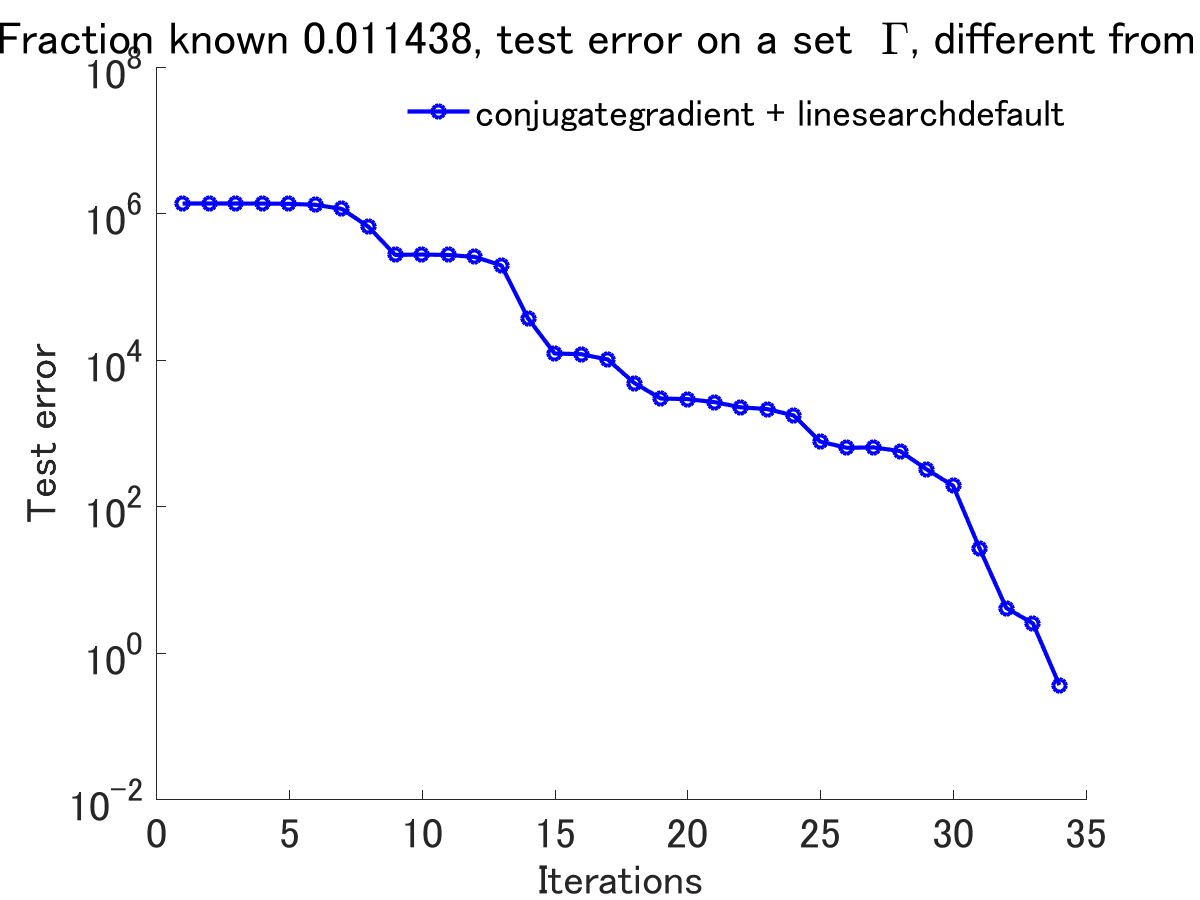 Fraction known 0.011438, test error on a set Γ, different from
conjugategradient + linesearchdefault
10^8
10^6
10^4
10^2
10^0
10^-2
Test error
0 5 10 15 20 25 30 35
Iterations